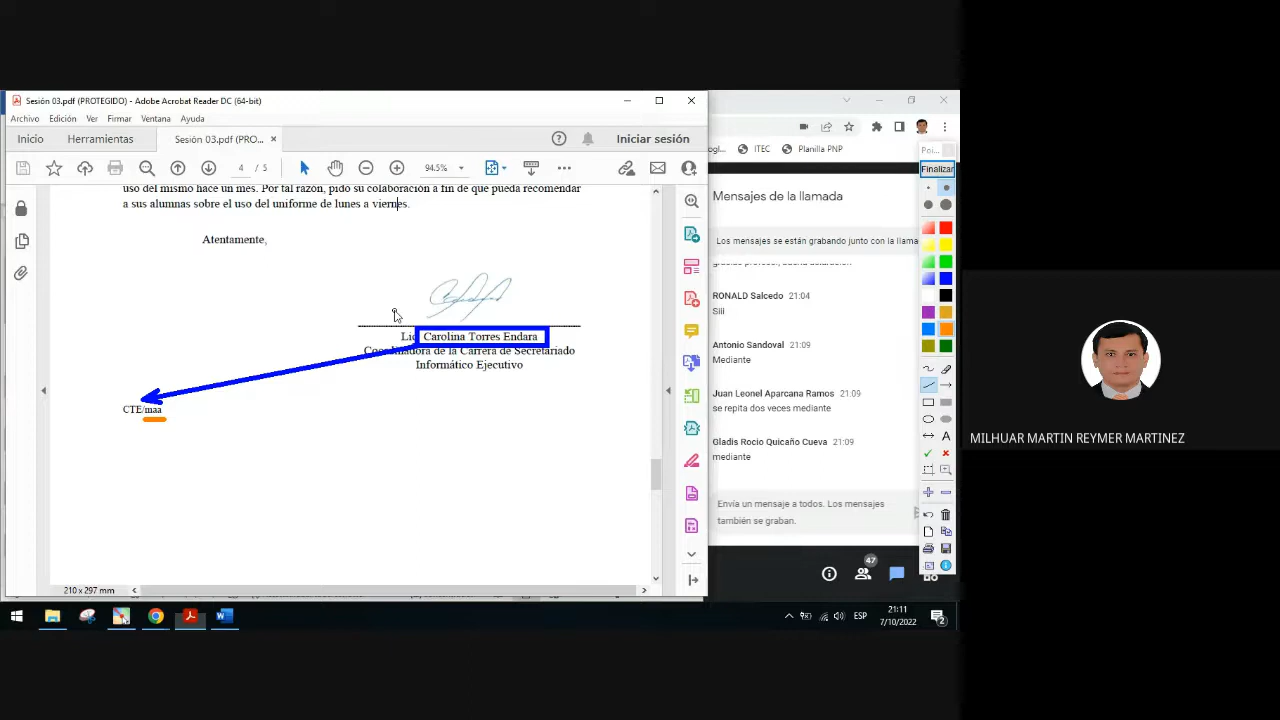 Sesión 03.pdf (PROTEGIDO) - Adobe Acrobat Reader DC (64-bit)
Archivo Edición Ver Firmar Ventana Ayuda
Inicio Herramientas Sesión 03.pdf (PRO... × Iniciar sesión
4 / 5 94.5%
uso del mismo hace un mes. Por tal razón, pido su colaboración a fin de que pueda recomendar
a sus alumnas sobre el uso del uniforme de lunes a viernes.
Atentamente,
Lic Carolina Torres Endara
Coordinadora de la Carrera de Secretariado
Informático Ejecutivo
CTE/maa
210 x 297 mm
ITEC Planilla PNP
Finalizar
Mensajes de la llamada
Los mensajes se están grabando junto con la llama
RONALD Salcedo 21:04
Siii
Antonio Sandoval 21:09
Mediante
Juan Leonel Aparcana Ramos 21:09
se repita dos veces mediante
Gladis Rocio Quicaño Cueva 21:09
mediante
Envía un mensaje a todos. Los mensajes
también se graban.
47
MILHUAR MARTIN REYMER MARTINEZ
ESP
21:11
7/10/2022
2